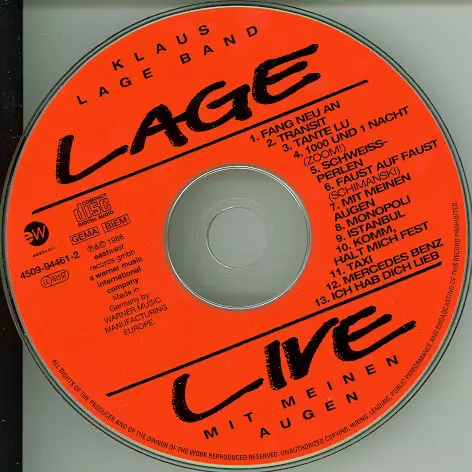 KLAUS
LAGE BAND
LAGE
1. FANG NEU AN
2. TRANSIT
3. TANTE LU
4. 1000 UND 1 NACHT
(ZOOM!)
5. SCHWEISS-
PERLEN
6. FAUST AUF FAUST
(SCHIMANSKI)
7. MIT MEINEN
AUGEN
8. MONOPOLI
9. ISTANBUL
10. KOMM,
HALT MICH FEST
11. TAXI
12. MERCEDES BENZ
13. ICH HAB DICH LIEB
COMPACT
disc
DIGITAL AUDIO
GEMA BIEM
ew
eastwest
4509-94461-2
LC
℗&© 1986
eastwest
records gmbh
a warner music
international
company
Made in
Germany by
WARNER MUSIC
MANUFACTURING
EUROPE.
LIVE
MIT MEINEN
AUGEN
ALL RIGHTS OF THE PRODUCER AND OF THE OWNER OF THE WORK REPRODUCED RESERVED. UNAUTHORIZED COPYING, HIRING, LENDING, PUBLIC PERFORMANCE AND BROADCASTING OF THIS RECORD PROHIBITED.